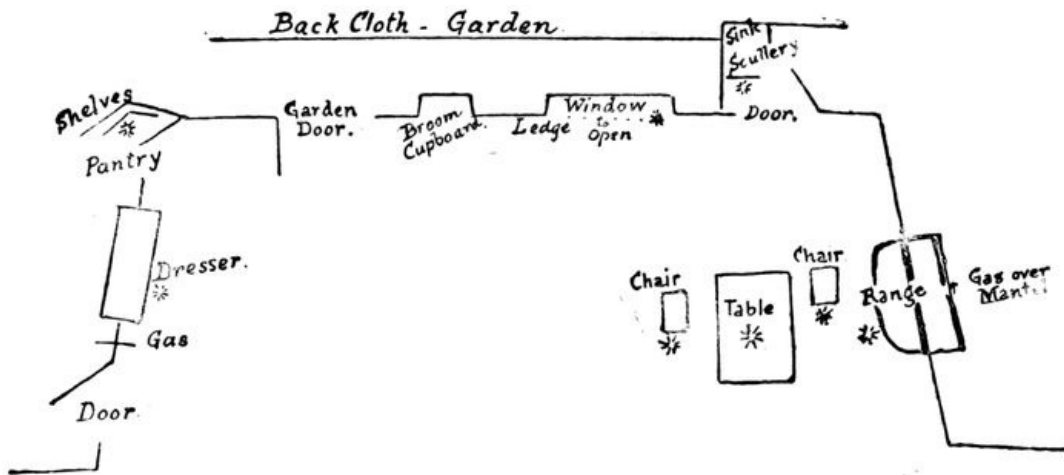 Back Cloth - Garden
Sink
Scullery
Shelves
Garden
Door.
Broom
Cupboard
Window
to
Open
Ledge
Door.
Pantry
Dresser.
Gas
Door.
Chair
Table
Chair
Range
Gas over
Mantel